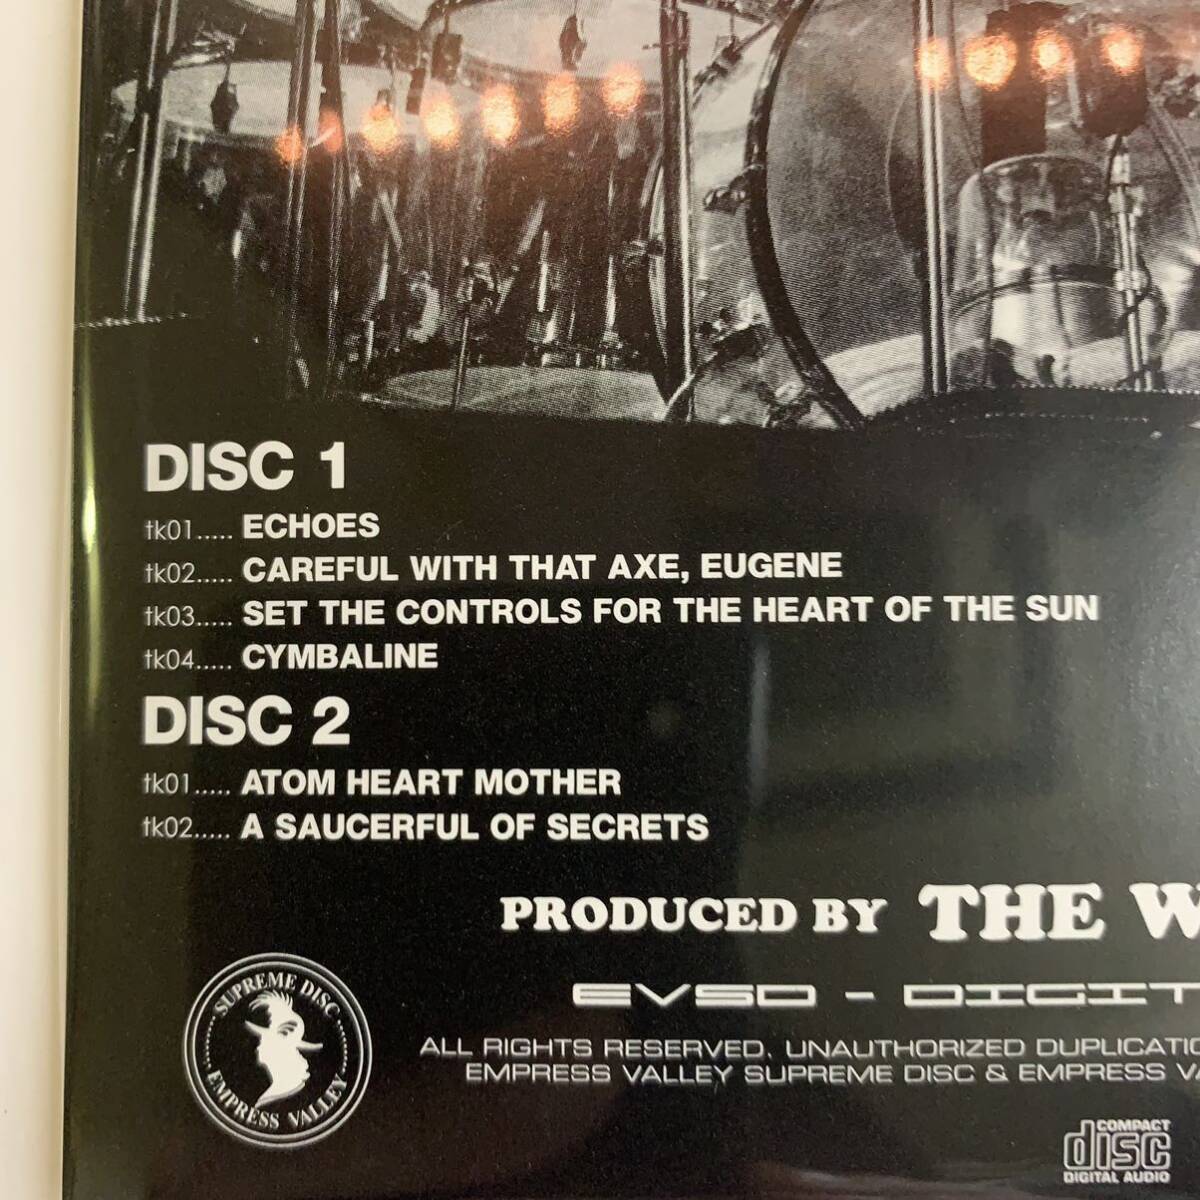 DISC 1
tk01..... ECHOES
tk02..... CAREFUL WITH THAT AXE, EUGENE
tk03..... SET THE CONTROLS FOR THE HEART OF THE SUN
tk04..... CYMBALINE
DISC 2
tk01..... ATOM HEART MOTHER
tk02..... A SAUCERFUL OF SECRETS
PRODUCED BY THE W
EVSD - DIGIT
SUPREME DISC
EMPRESS VALLEY
ALL RIGHTS RESERVED. UNAUTHORIZED DUPLICATIO
EMPRESS VALLEY SUPREME DISC & EMPRESS VA
COMPACT
disc
DIGITAL AUDIO